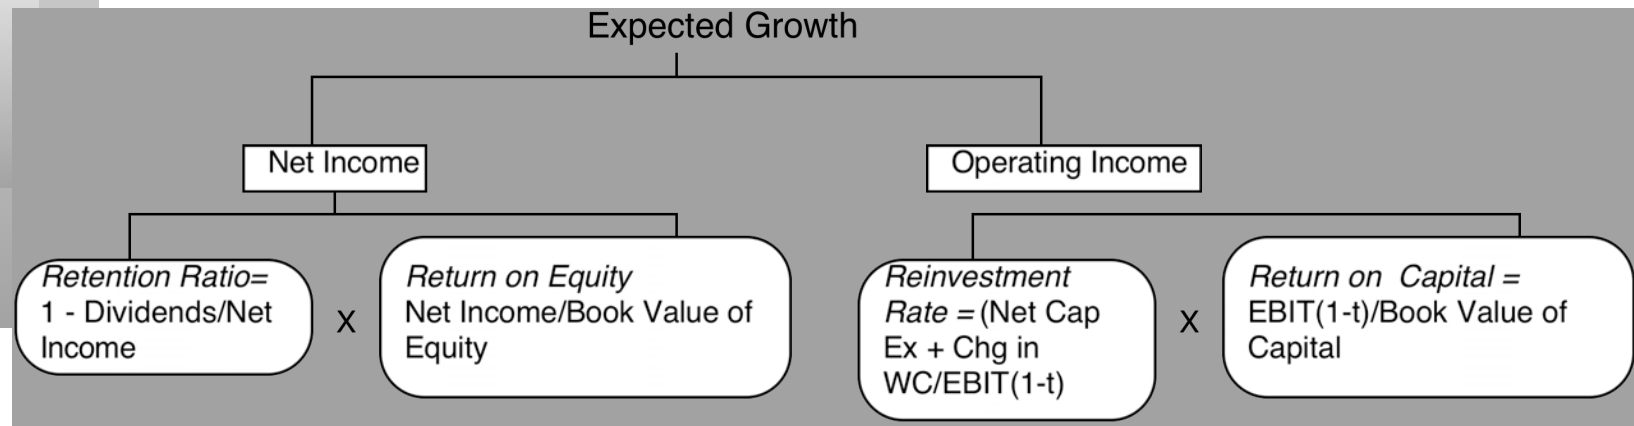 Expected Growth
Net Income
Operating Income
Retention Ratio=
1 - Dividends/Net
Income
X
Return on Equity
Net Income/Book Value of
Equity
Reinvestment
Rate = (Net Cap
Ex + Chg in
WC/EBIT(1-t)
X
Return on  Capital =
EBIT(1-t)/Book Value of
Capital